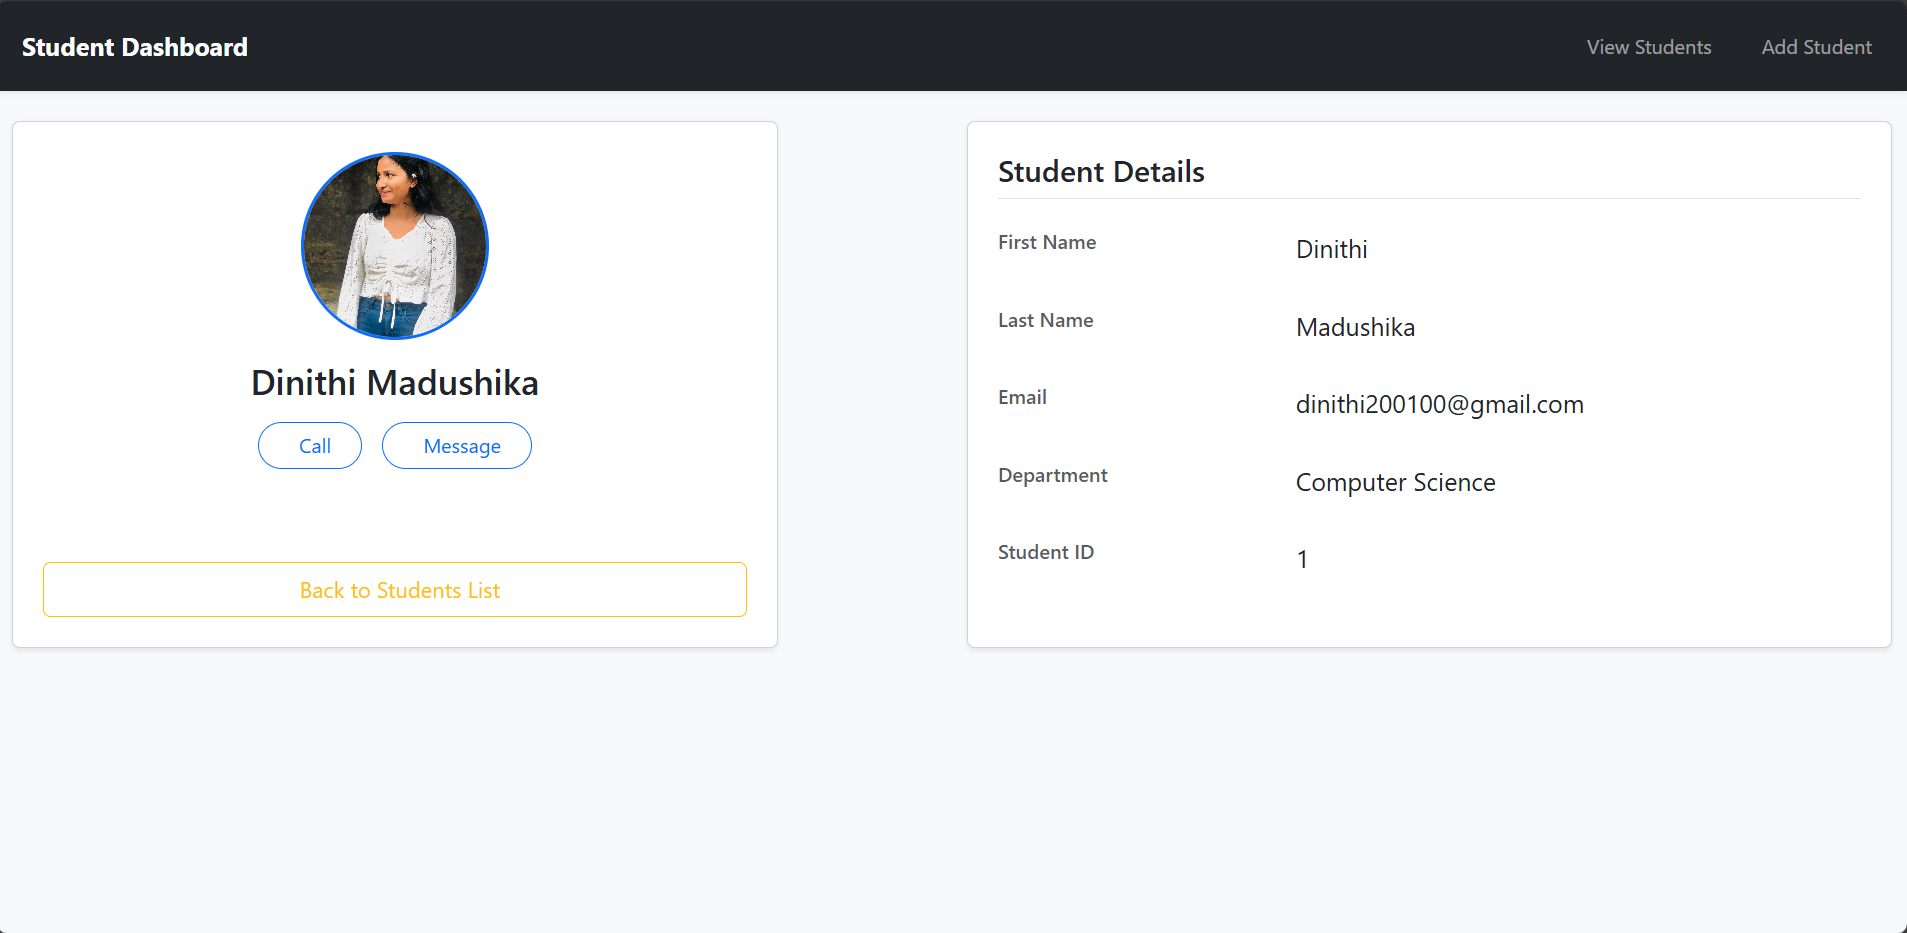 Student Dashboard
View Students
Add Student
Dinithi Madushika
Call
Message
Back to Students List
Student Details
First Name
Dinithi
Last Name
Madushika
Email
dinithi200100@gmail.com
Department
Computer Science
Student ID
1